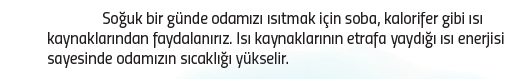 Soğuk bir günde odamızı ısıtmak için soba, kalorifer gibi ısı
kaynaklarından faydalanırız. Isı kaynaklarının etrafa yaydığı ısı enerjisi
sayesinde odamızın sıcaklığı yükselir.